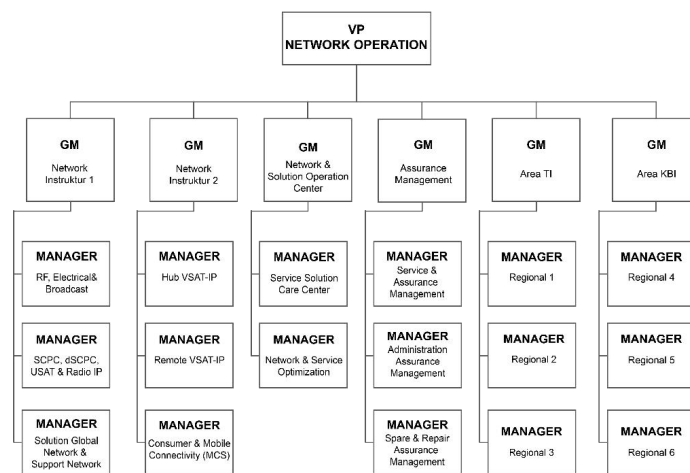 VP
NETWORK OPERATION
GM
Network
Instruktur 1
GM
Network
Instruktur 2
GM
Network &
Solution Operation
Center
GM
Assurance
Management
GM
Area TI
GM
Area KBI
MANAGER
RF, Electrical&
Broadcast
MANAGER
Hub VSAT-IP
MANAGER
Service Solution
Care Center
MANAGER
Service &
Assurance
Management
MANAGER
Regional 1
MANAGER
Regional 4
MANAGER
SCPC, dSCPC,
USAT & Radio IP
MANAGER
Remote VSAT-IP
MANAGER
Network & Service
Optimization
MANAGER
Administration
Assurance
Management
MANAGER
Regional 2
MANAGER
Regional 5
MANAGER
Solution Global
Network &
Support Network
MANAGER
Consumer & Mobile
Connectivity (MCS)
MANAGER
Spare & Repair
Assurance
Management
MANAGER
Regional 3
MANAGER
Regional 6